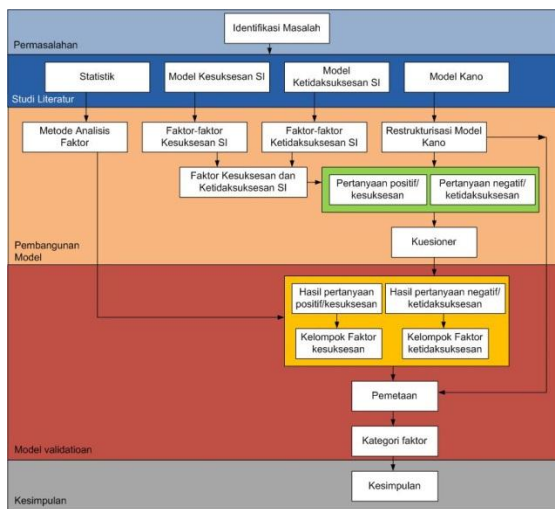 Identifikasi Masalah
Permasalahan
Statistik
Model Kesuksesan SI
Model
Ketidaksuksesan SI
Model Kano
Studi Literatur
Metode Analisis
Faktor
Faktor-faktor
Kesuksesan SI
Faktor-faktor
Ketidaksuksesan SI
Restrukturisasi Model
Kano
Faktor Kesuksesan dan
Ketidaksuksesan SI
Pertanyaan positif/
kesuksesan
Pertanyaan negatif/
ketidaksuksesan
Kuesioner
Pembangunan
Model
Hasil pertanyaan
positif/kesuksesan
Hasil pertanyaan negatif/
ketidaksuksesan
Kelompok Faktor
kesuksesan
Kelompok Faktor
ketidaksuksesan
Pemetaan
Kategori faktor
Model validatioan
Kesimpulan
Kesimpulan